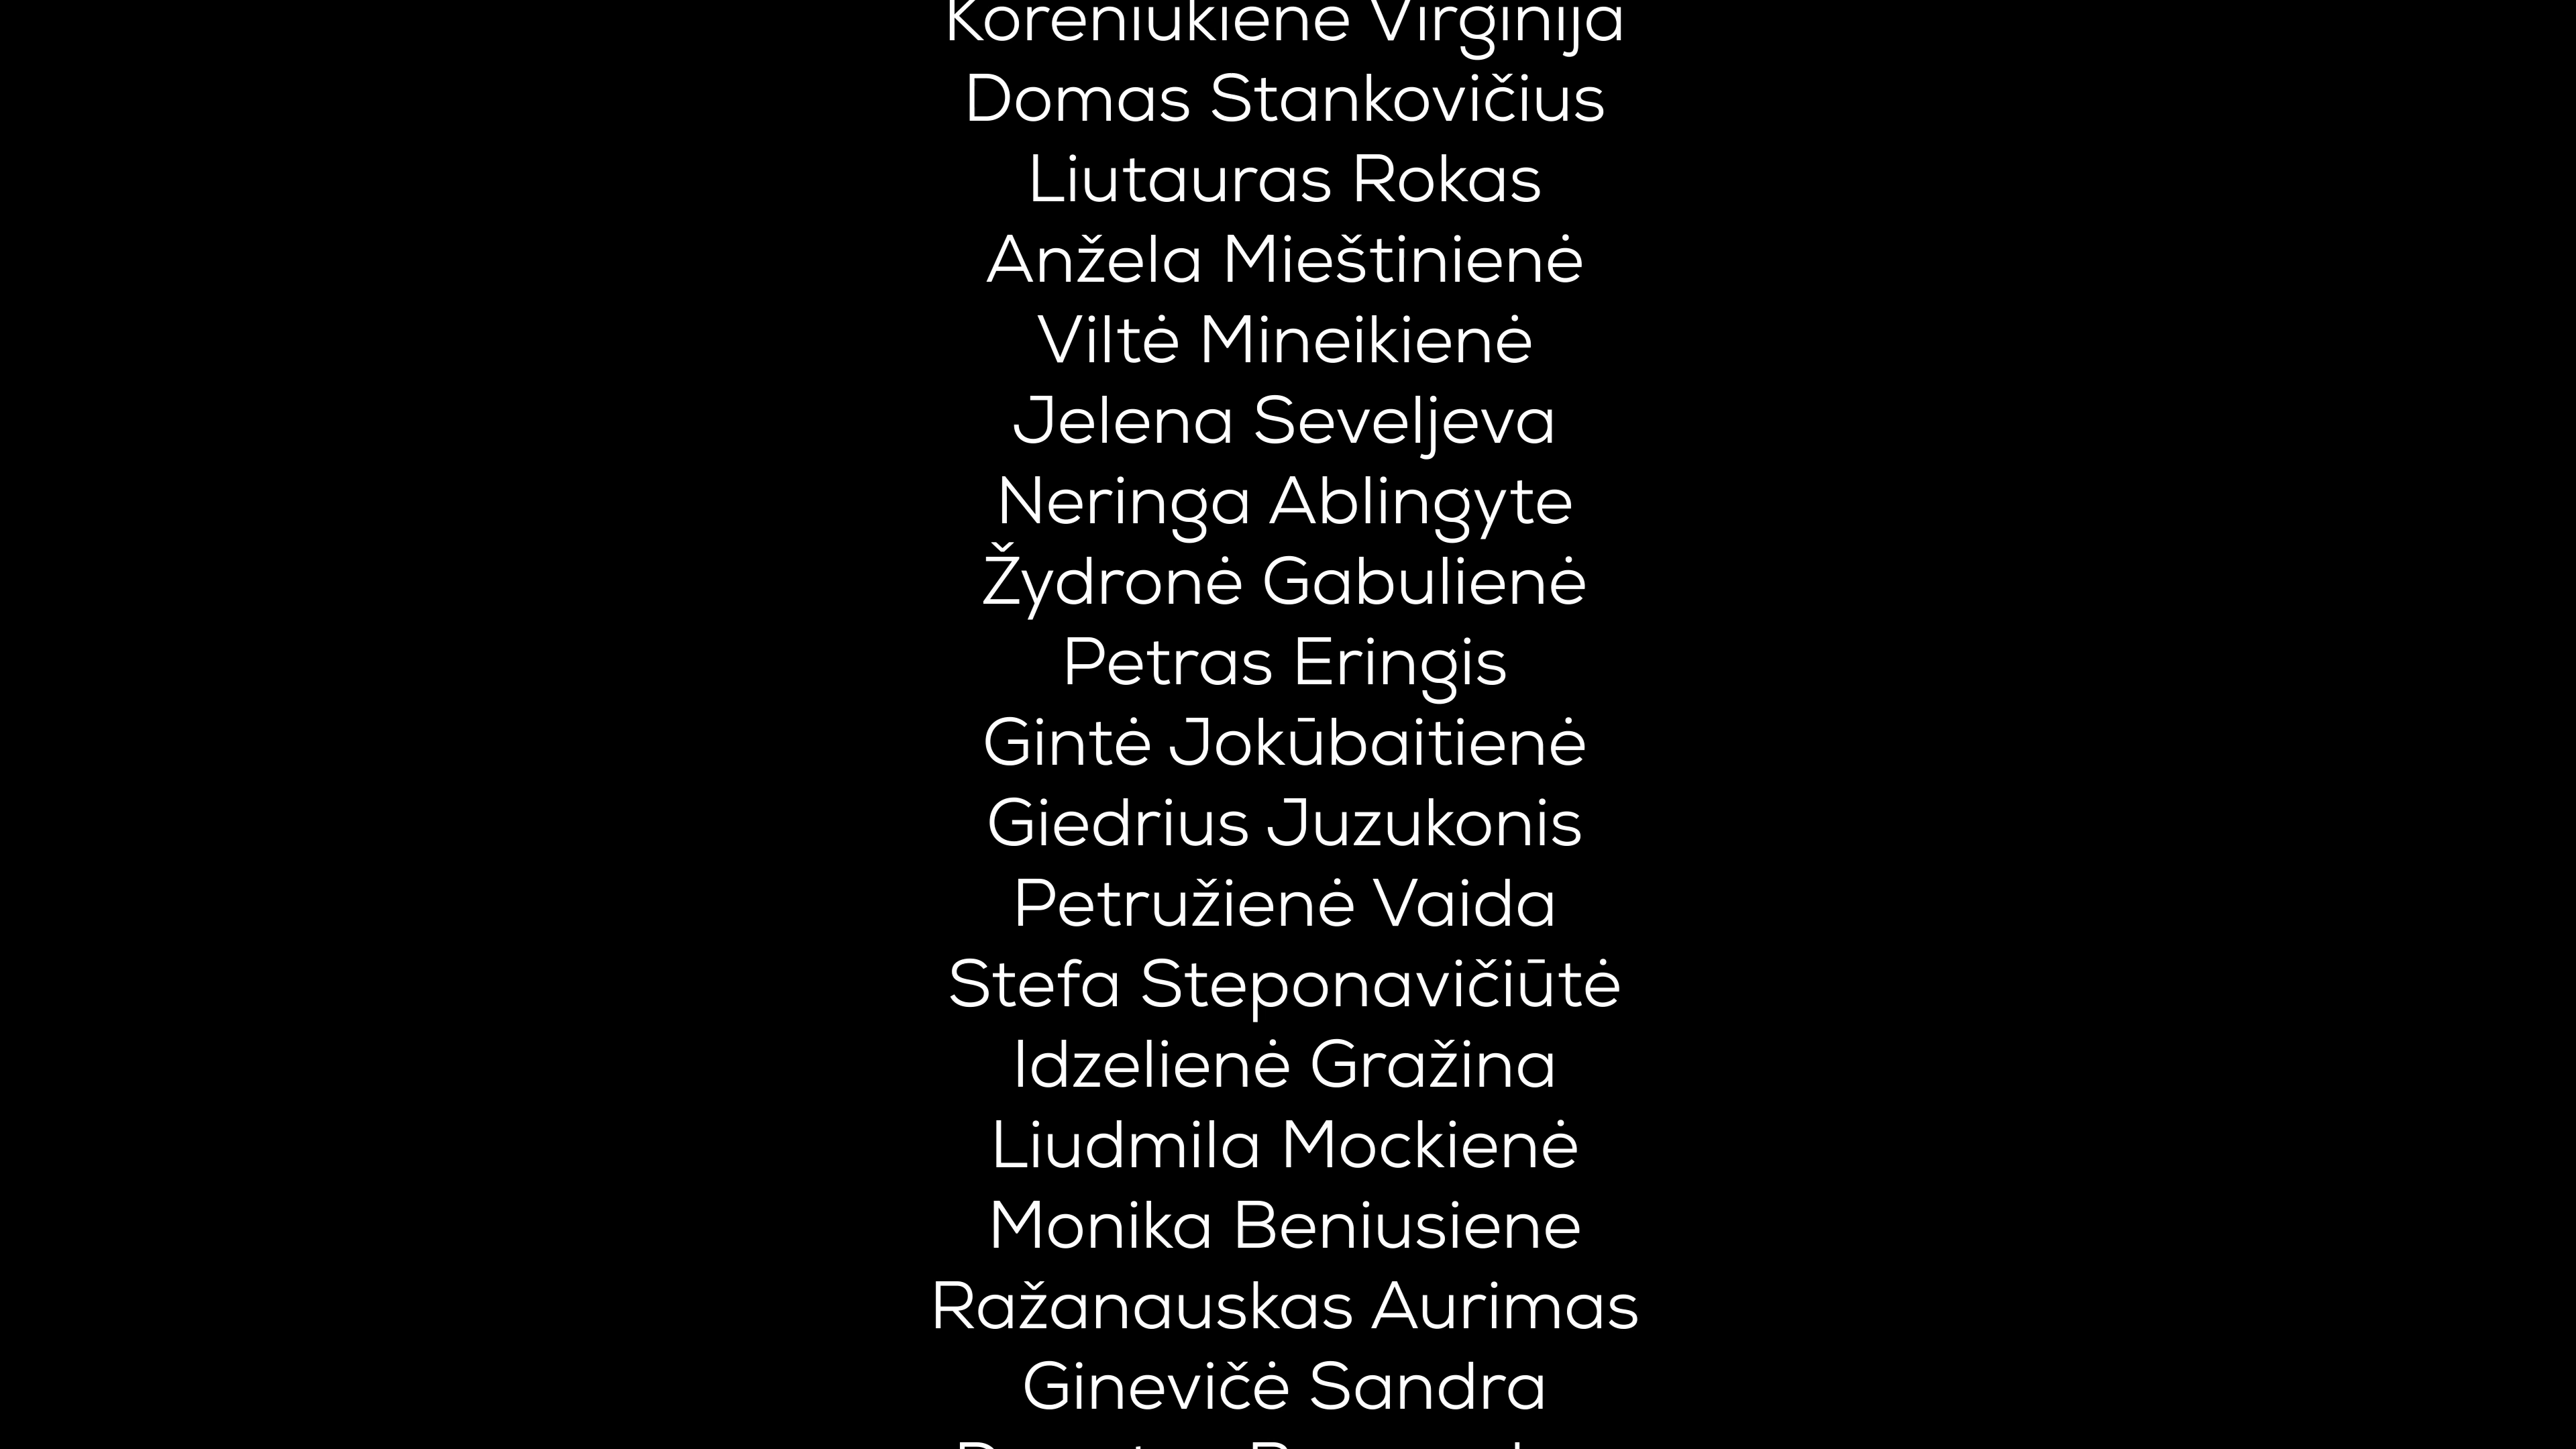 Koreniukienė Virginija
Domas Stankovičius
Liutauras Rokas
Anžela Mieštinienė
Viltė Mineikienė
Jelena Seveljeva
Neringa Ablingyte
Žydronė Gabulienė
Petras Eringis
Gintė Jokūbaitienė
Giedrius Juzukonis
Petružienė Vaida
Stefa Steponavičiūtė
Idzelienė Gražina
Liudmila Mockienė
Monika Beniusiene
Ražanauskas Aurimas
Ginevičė Sandra